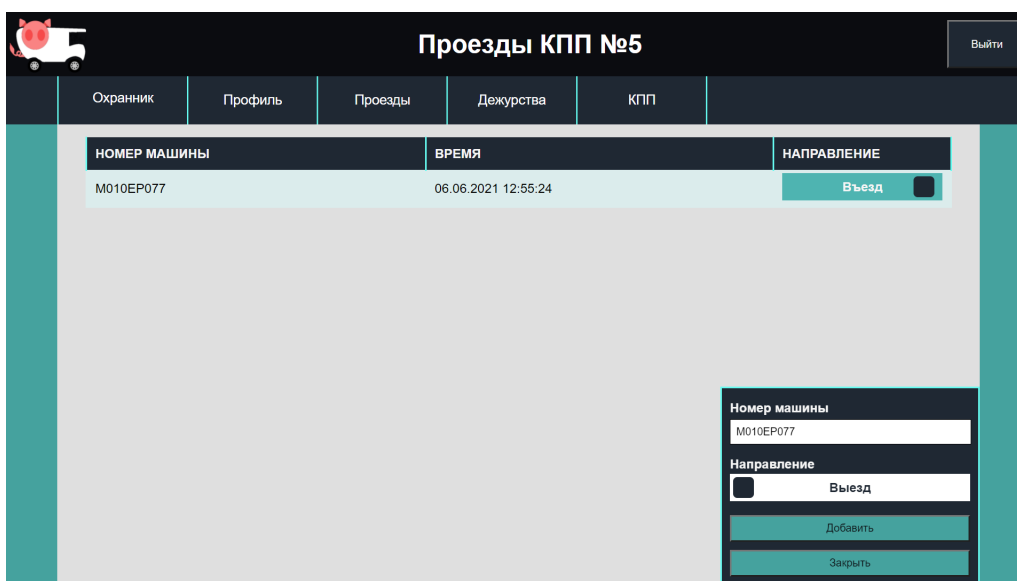 Проезды КПП №5
Выйти
Охранник Профиль Проезды Дежурства КПП
НОМЕР МАШИНЫ ВРЕМЯ НАПРАВЛЕНИЕ
М010ЕР077 06.06.2021 12:55:24 Въезд
Номер машины
М010ЕР077
Направление
Выезд
Добавить
Закрыть